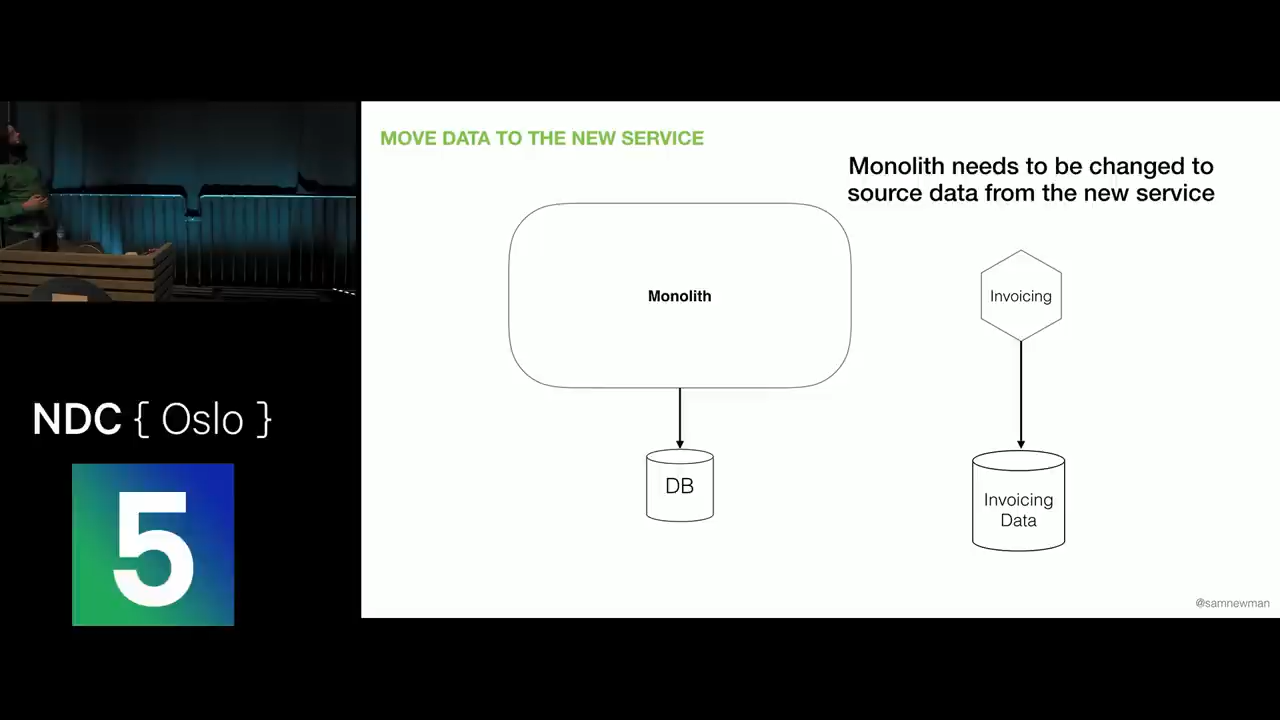 MOVE DATA TO THE NEW SERVICE
Monolith needs to be changed to
source data from the new service
Monolith
Invoicing
DB
Invoicing
Data
@samnewman
NDC { Oslo }
5